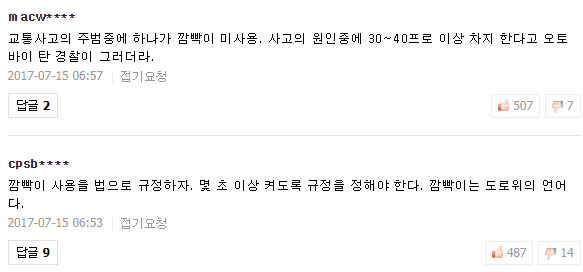 macw****
교통사고의 주범중에 하나가 깜빡이 미사용. 사고의 원인중에 30~40프로 이상 차지 한다고 오토
바이 탄 경찰이 그러더라.
2017-07-15 06:57 접기요청
답글 2 507 7
cpsb****
깜빡이 사용을 법으로 규정하자. 몇 초 이상 켜도록 규정을 정해야 한다. 깜빡이는 도로위의 언어
다.
2017-07-15 06:53 접기요청
답글 9 487 14